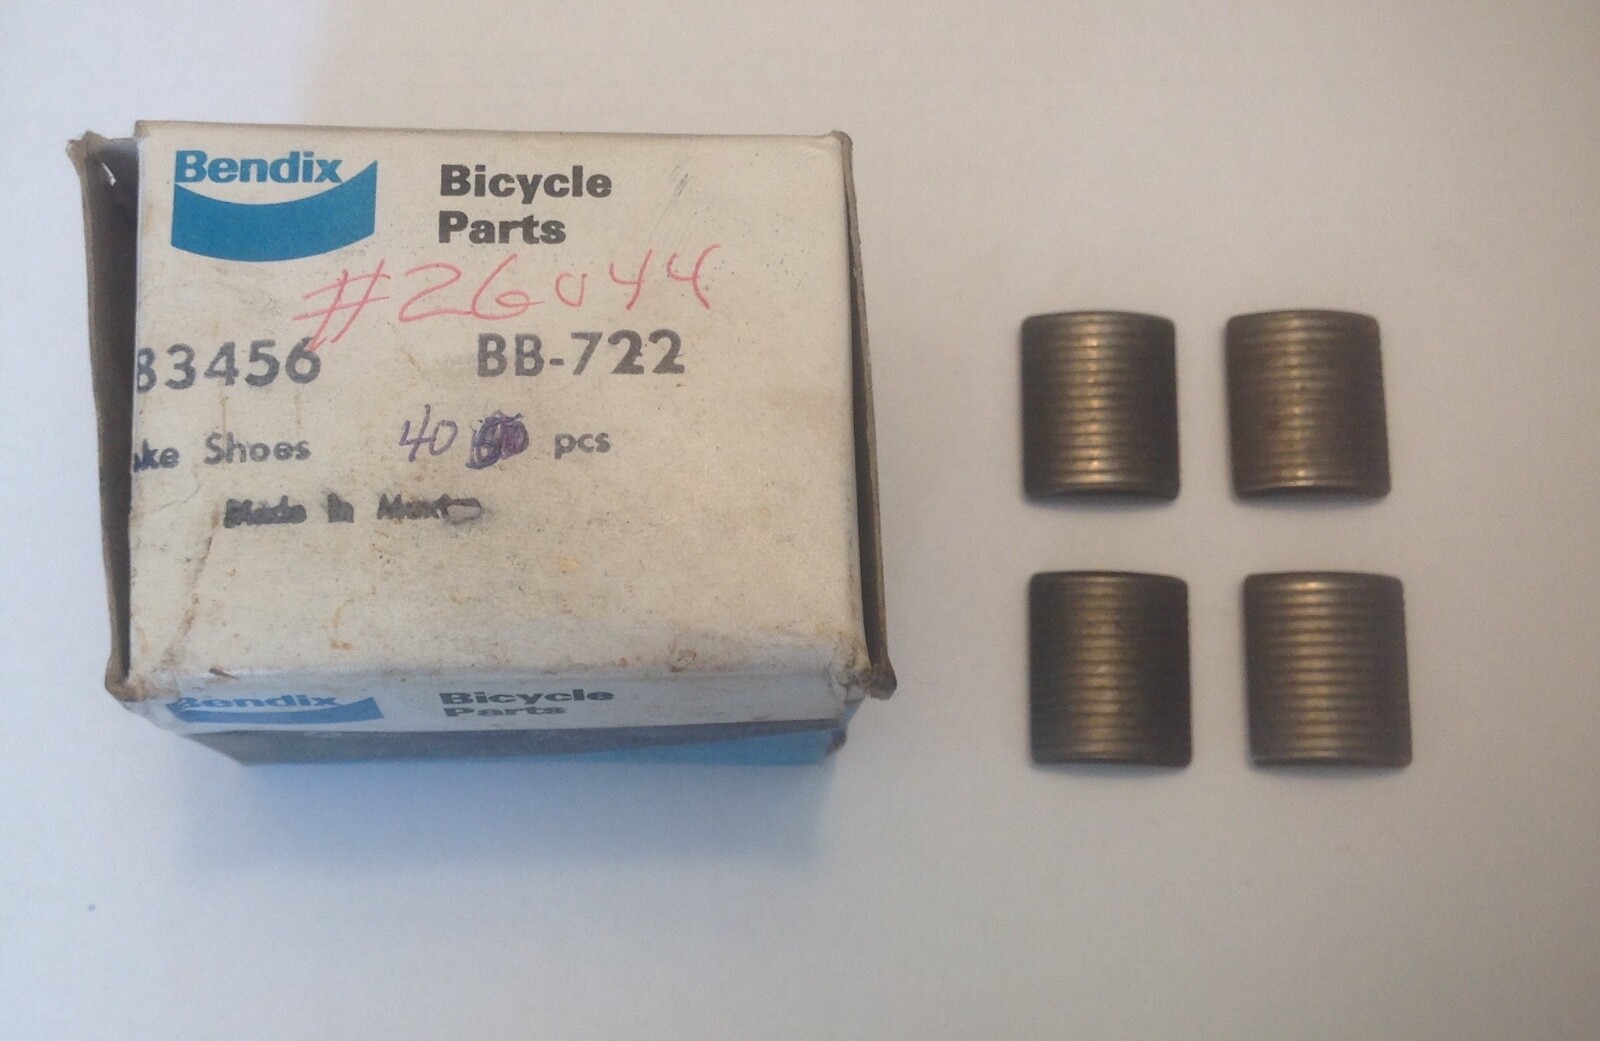 Bendix
Bicycle
Parts
#26044
83456 BB-722
ake Shoes 40 pcs
Made In
Bendix
Bicycle
Parts